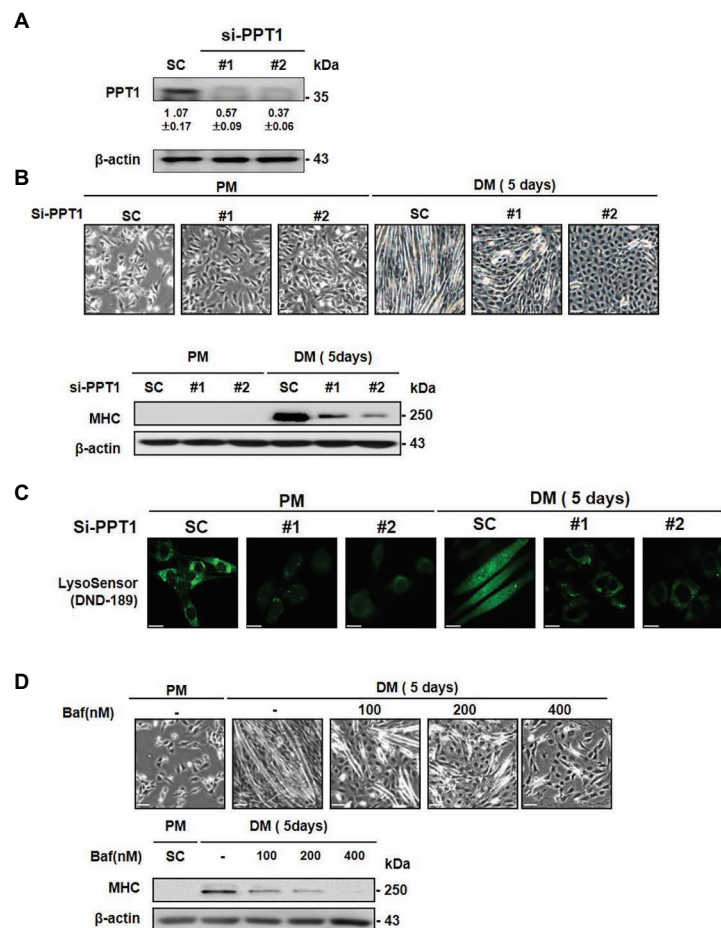 A
si-PPT1
SC #1 #2 kDa
PPT1
- 35
1 .07 0.57 0.37
±0.17 ±0.09 ±0.06
β-actin - 43
B
PM DM ( 5 days)
Si-PPT1 SC #1 #2 SC #1 #2
PM DM ( 5days)
si-PPT1 SC #1 #2 SC #1 #2 kDa
MHC - 250
β-actin - 43
C
PM DM ( 5 days)
Si-PPT1 SC #1 #2 SC #1 #2
LysoSensor
(DND-189)
D
PM DM ( 5 days)
Baf(nM) - - 100 200 400
PM DM ( 5days)
Baf(nM) SC - 100 200 400 kDa
MHC - 250
β-actin - 43